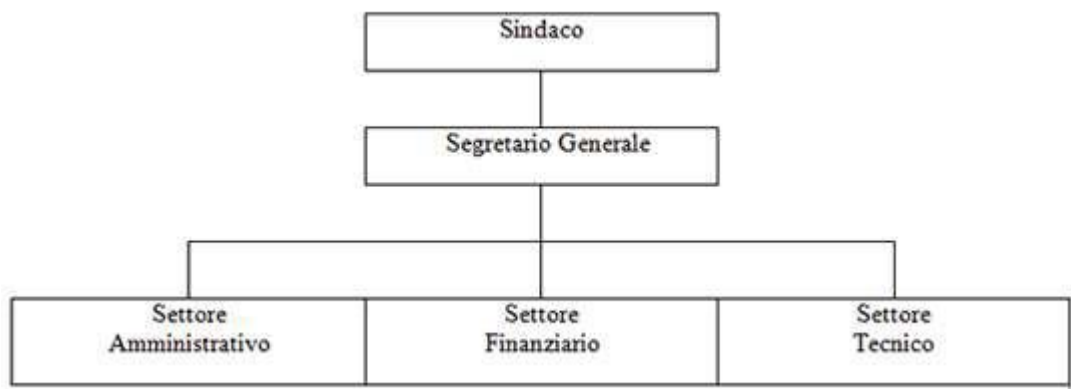 Sindaco
Segretario Generale
Settore
Amministrativo
Settore
Finanziario
Settore
Tecnico